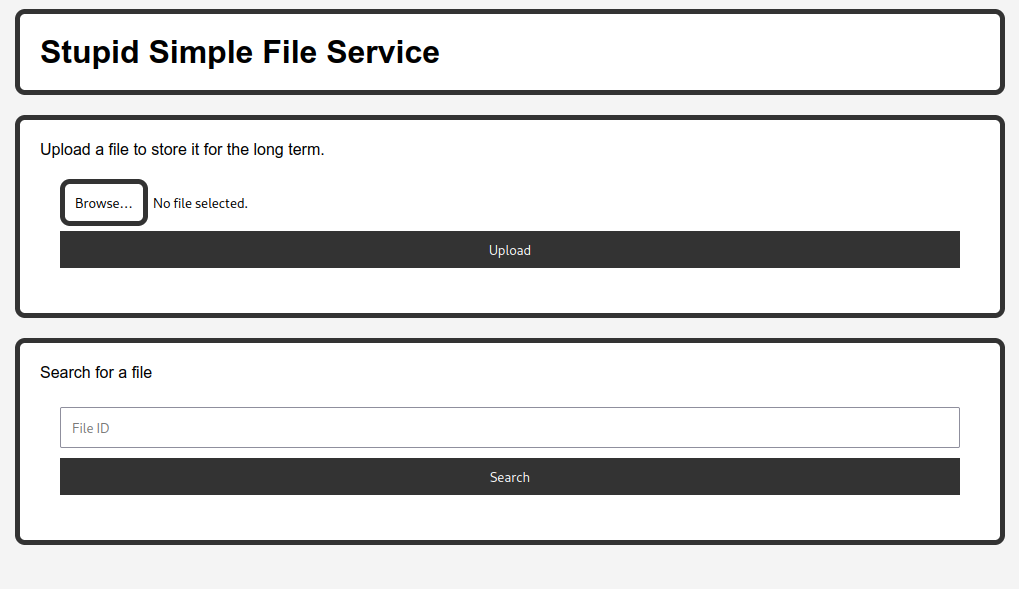 Stupid Simple File Service
Upload a file to store it for the long term.
Browse... No file selected.
Upload
Search for a file
File ID
Search